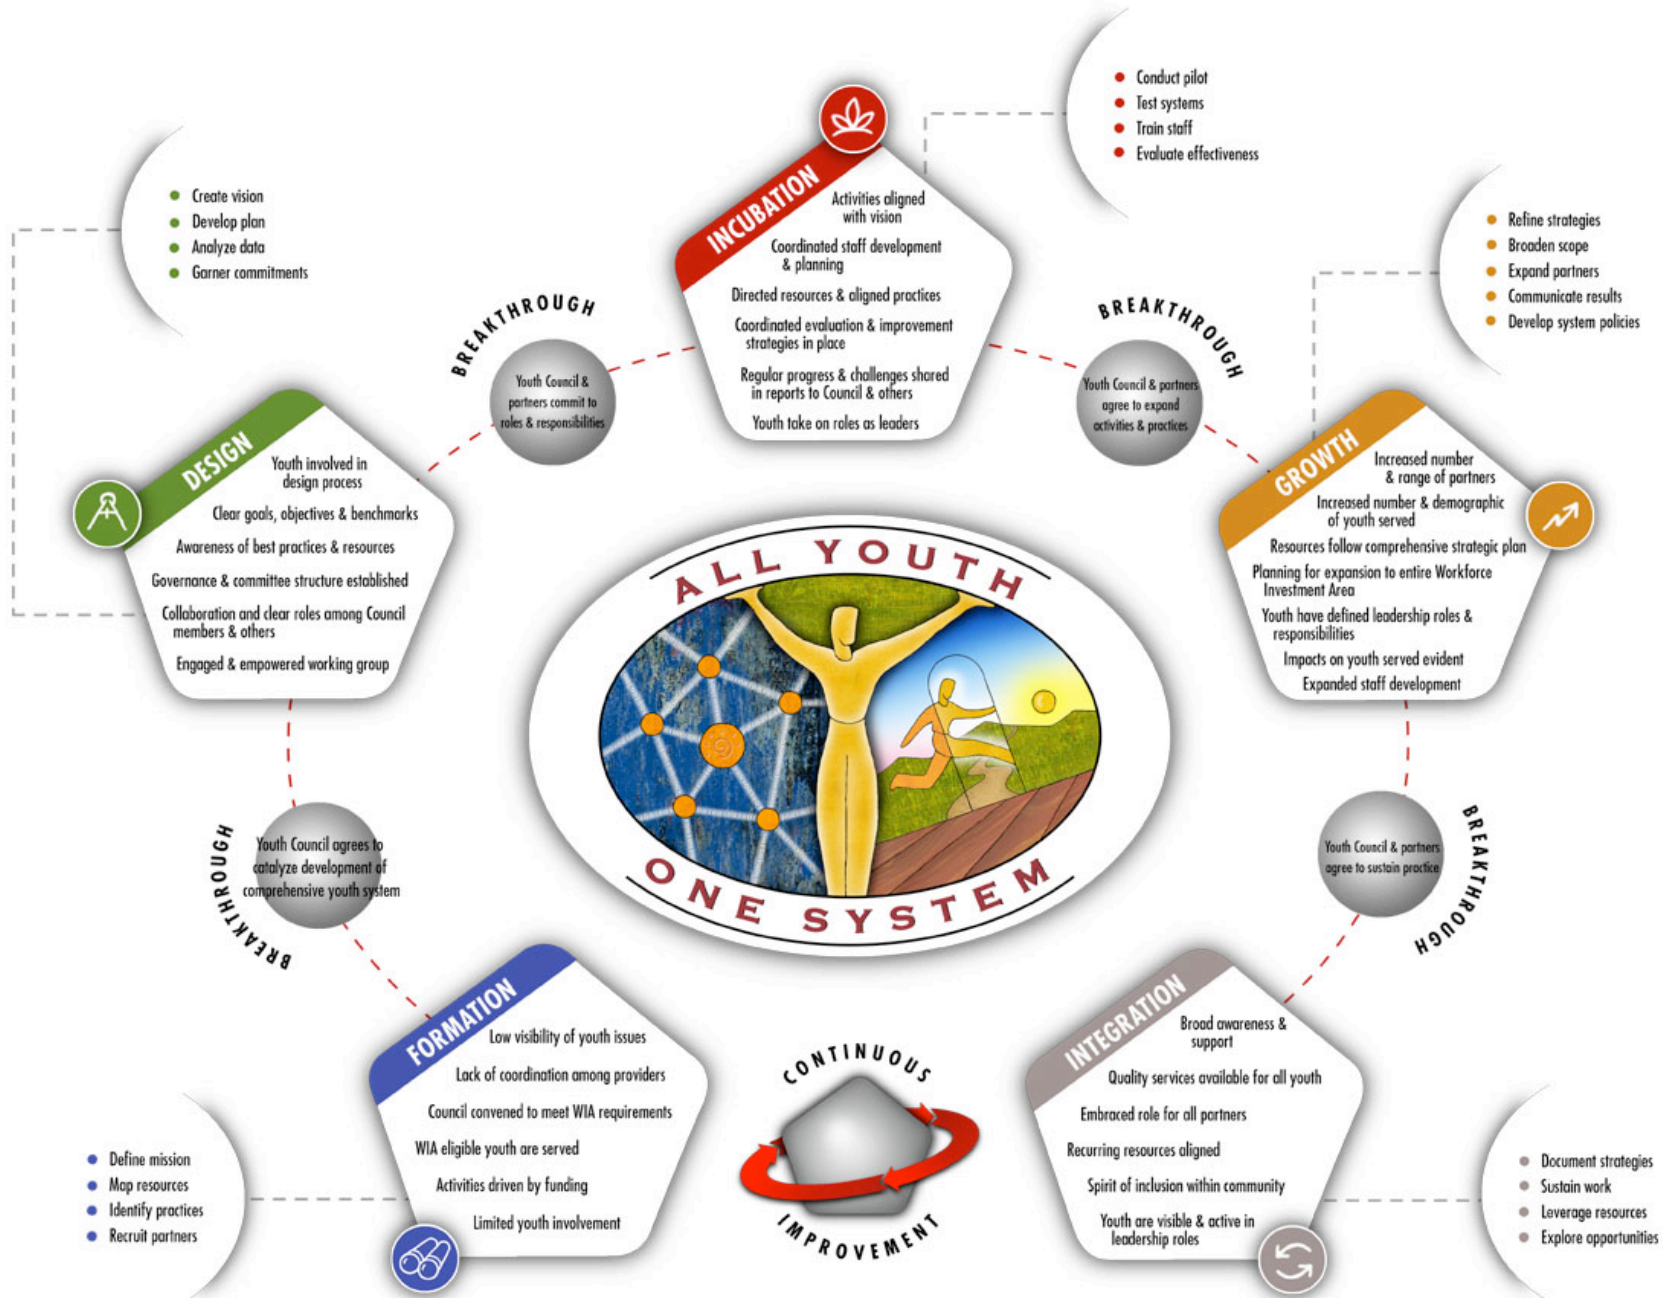 Conduct pilot
Test systems
Train staff
Evaluate effectiveness
Create vision
Develop plan
Analyze data
Garner commitments
Refine strategies
Broaden scope
Expand partners
Communicate results
Develop system policies
INCUBATION
Activities aligned
with vision
Coordinated staff development
& planning
Directed resources & aligned practices
Coordinated evaluation & improvement
strategies in place
Regular progress & challenges shared
in reports to Council & others
Youth take on roles as leaders
BREAKTHROUGH
Youth Council &
partners commit to
roles & responsibilities
BREAKTHROUGH
Youth Council & partners
agree to expand
activities & practices
DESIGN
Youth involved in
design process
Clear goals, objectives & benchmarks
Awareness of best practices & resources
Governance & committee structure established
Collaboration and clear roles among Council
members & others
Engaged & empowered working group
GROWTH
Increased number
& range of partners
Increased number & demographic
of youth served
Resources follow comprehensive strategic plan
Planning for expansion to entire Workforce
Investment Area
Youth have defined leadership roles &
responsibilities
Impacts on youth served evident
Expanded staff development
ALL YOUTH
ONE SYSTEM
BREAKTHROUGH
Youth Council agrees to
catalyze development of
comprehensive youth system
BREAKTHROUGH
Youth Council & partners
agree to sustain practice
FORMATION
Low visibility of youth issues
Lack of coordination among providers
Council convened to meet WIA requirements
WIA eligible youth are served
Activities driven by funding
Limited youth involvement
CONTINUOUS
IMPROVEMENT
INTEGRATION
Broad awareness &
support
Quality services available for all youth
Embraced role for all partners
Recurring resources aligned
Spirit of inclusion within community
Youth are visible & active in
leadership roles
Define mission
Map resources
Identify practices
Recruit partners
Document strategies
Sustain work
Leverage resources
Explore opportunities